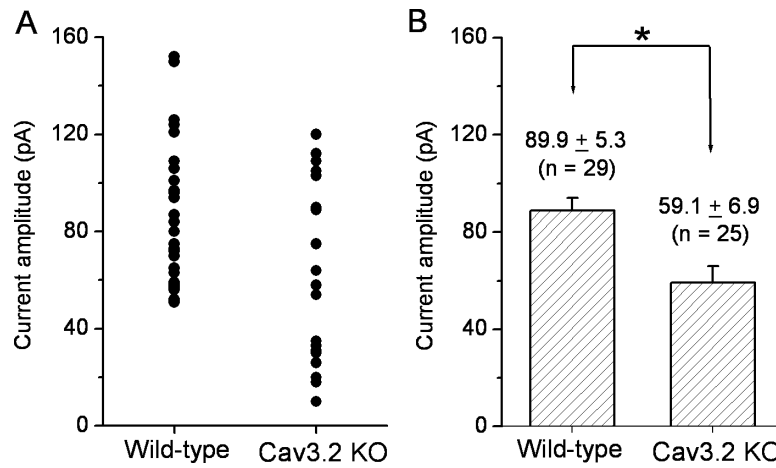 A
160
120
80
40
0
Current amplitude (pA)
Wild-type
Cav3.2 KO
B
160
120
80
40
0
Current amplitude (pA)
*
89.9 ± 5.3
(n = 29)
59.1 ± 6.9
(n = 25)
Wild-type
Cav3.2 KO